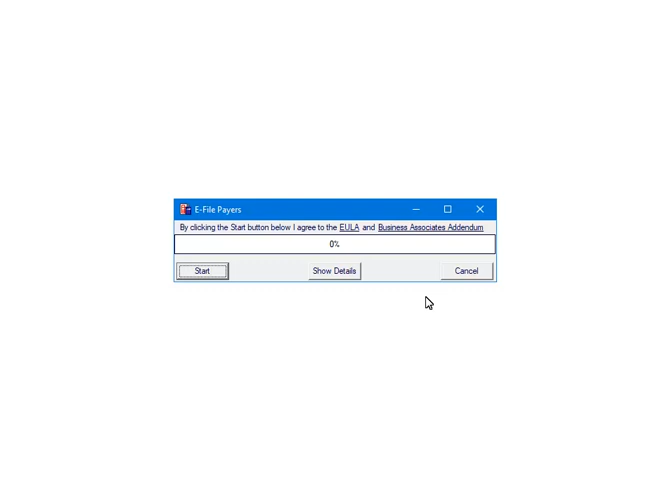 E-File Payers
By clicking the Start button below I agree to the EULA and Business Associates Addendum
0%
Start Show Details Cancel